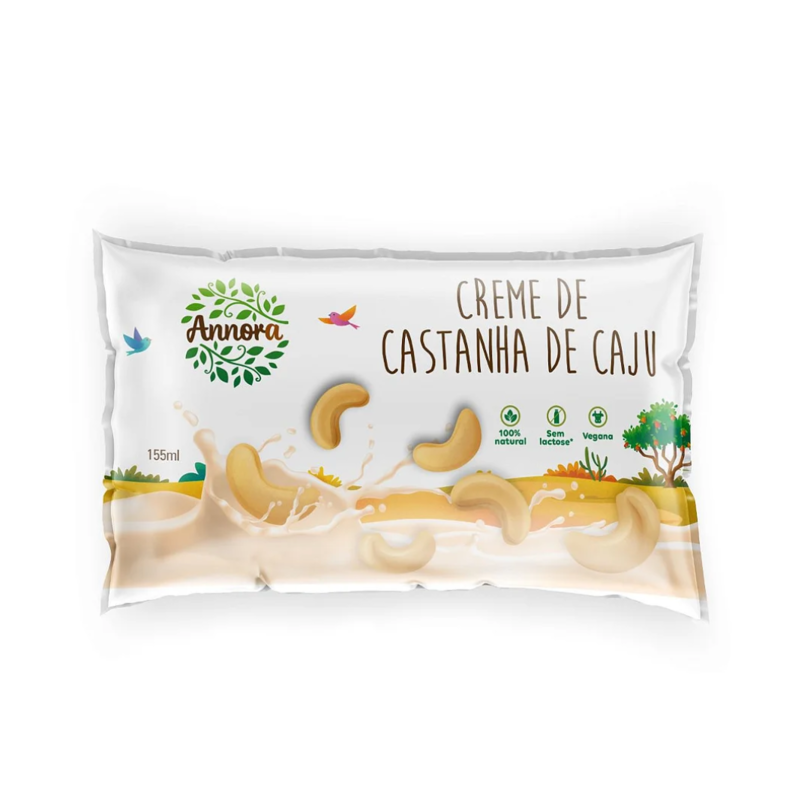 Annora
CREME DE
CASTANHA DE CAJU
100%
natural
Sem
lactose*
Vegana
155ml